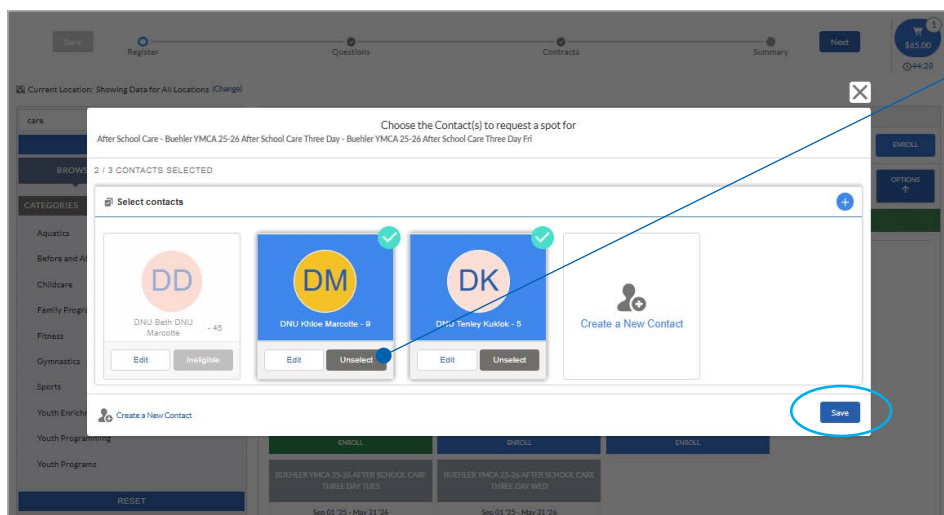 Back
Register
Questions
Contracts
Summary
Next
1
$65.00
44:28
Current Location: Showing Data for All Locations (Change)
care
Choose the Contact(s) to request a spot for
After School Care - Buehler YMCA 25-26 After School Care Three Day - Buehler YMCA 25-26 After School Care Three Day Fri
ENROLL
BROWS
2 / 3 CONTACTS SELECTED
OPTIONS
CATEGORIES
Select contacts
Aquatics
Before and Af
Childcare
Family Progra
Fitness
Gymnastics
Sports
Youth Enrichm
Youth Programming
Youth Programs
RESET
DD
DNU Beth DNU Marcotte - 45
Edit
Ineligible
DM
DNU Khloe Marcotte - 9
Edit
Unselect
DK
DNU Tenley Kuklok - 5
Edit
Unselect
Create a New Contact
Create a New Contact
Save
ENROLL
ENROLL
ENROLL
BUEHLER YMCA 25-26 AFTER SCHOOL CARE
THREE DAY TUES
BUEHLER YMCA 25-26 AFTER SCHOOL CARE
THREE DAY WED
Sep 01 '25 - May 31 '26
Sep 01 '25 - May 31 '26